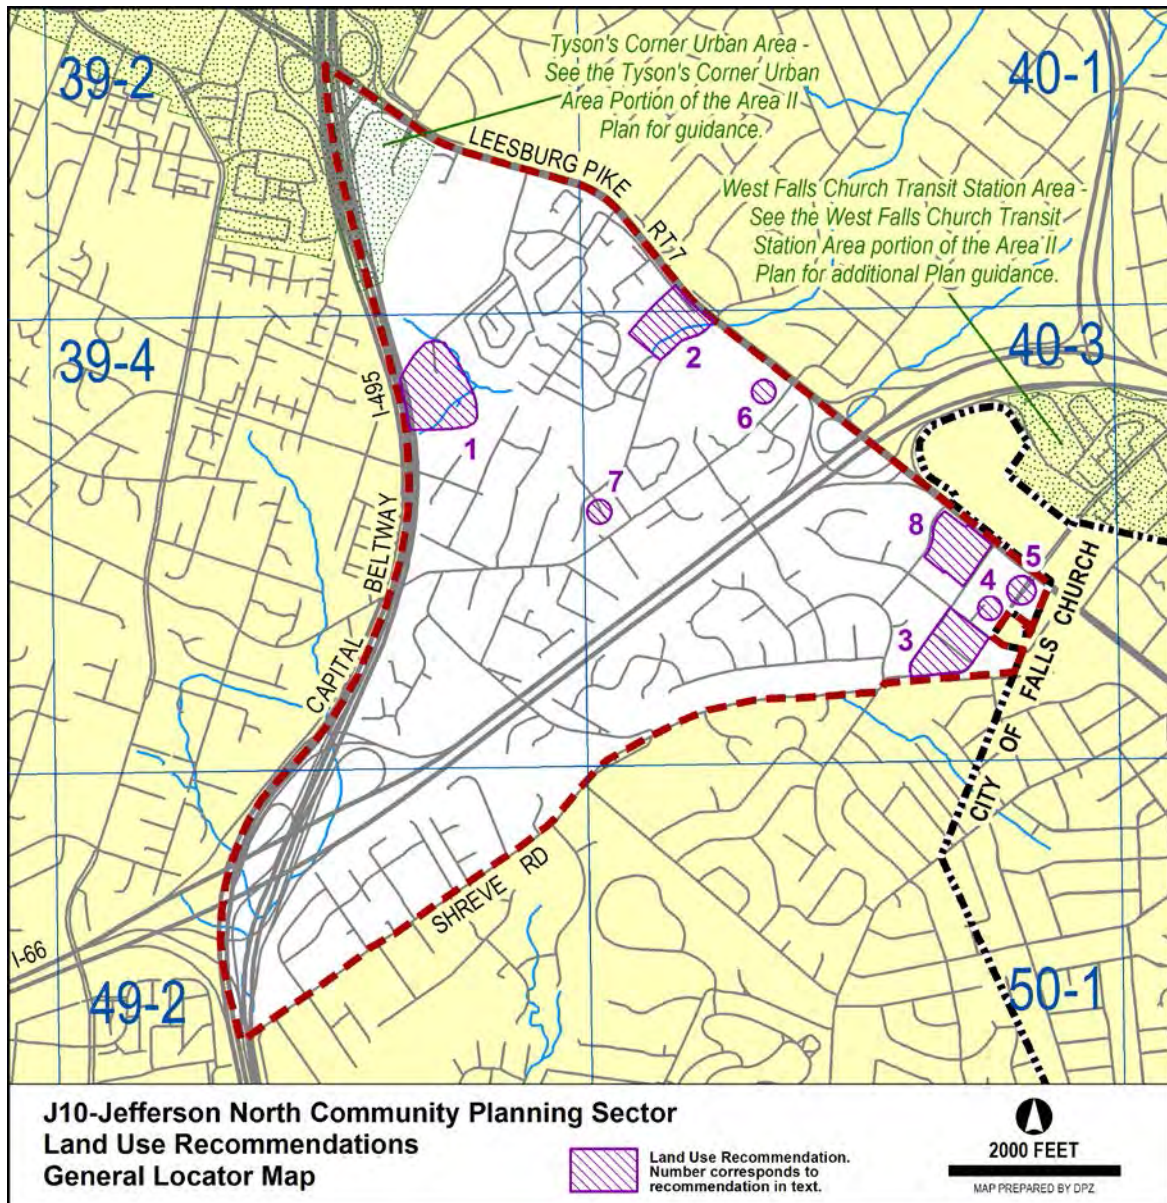 39-2
Tyson's Corner Urban Area -
See the Tyson's Corner Urban
Area Portion of the Area II
Plan for guidance.
40-1
LEESBURG PIKE
RT7
West Falls Church Transit Station Area -
See the West Falls Church Transit
Station Area portion of the Area II
Plan for additional Plan guidance.
39-4
40-3
I-495
1
2
6
7
8
5
4
3
CAPITAL BELTWAY
CITY OF FALLS CHURCH
SHREVE RD
I-66
49-2
50-1
J10-Jefferson North Community Planning Sector
Land Use Recommendations
General Locator Map
Land Use Recommendation.
Number corresponds to
recommendation in text.
2000 FEET
MAP PREPARED BY DPZ